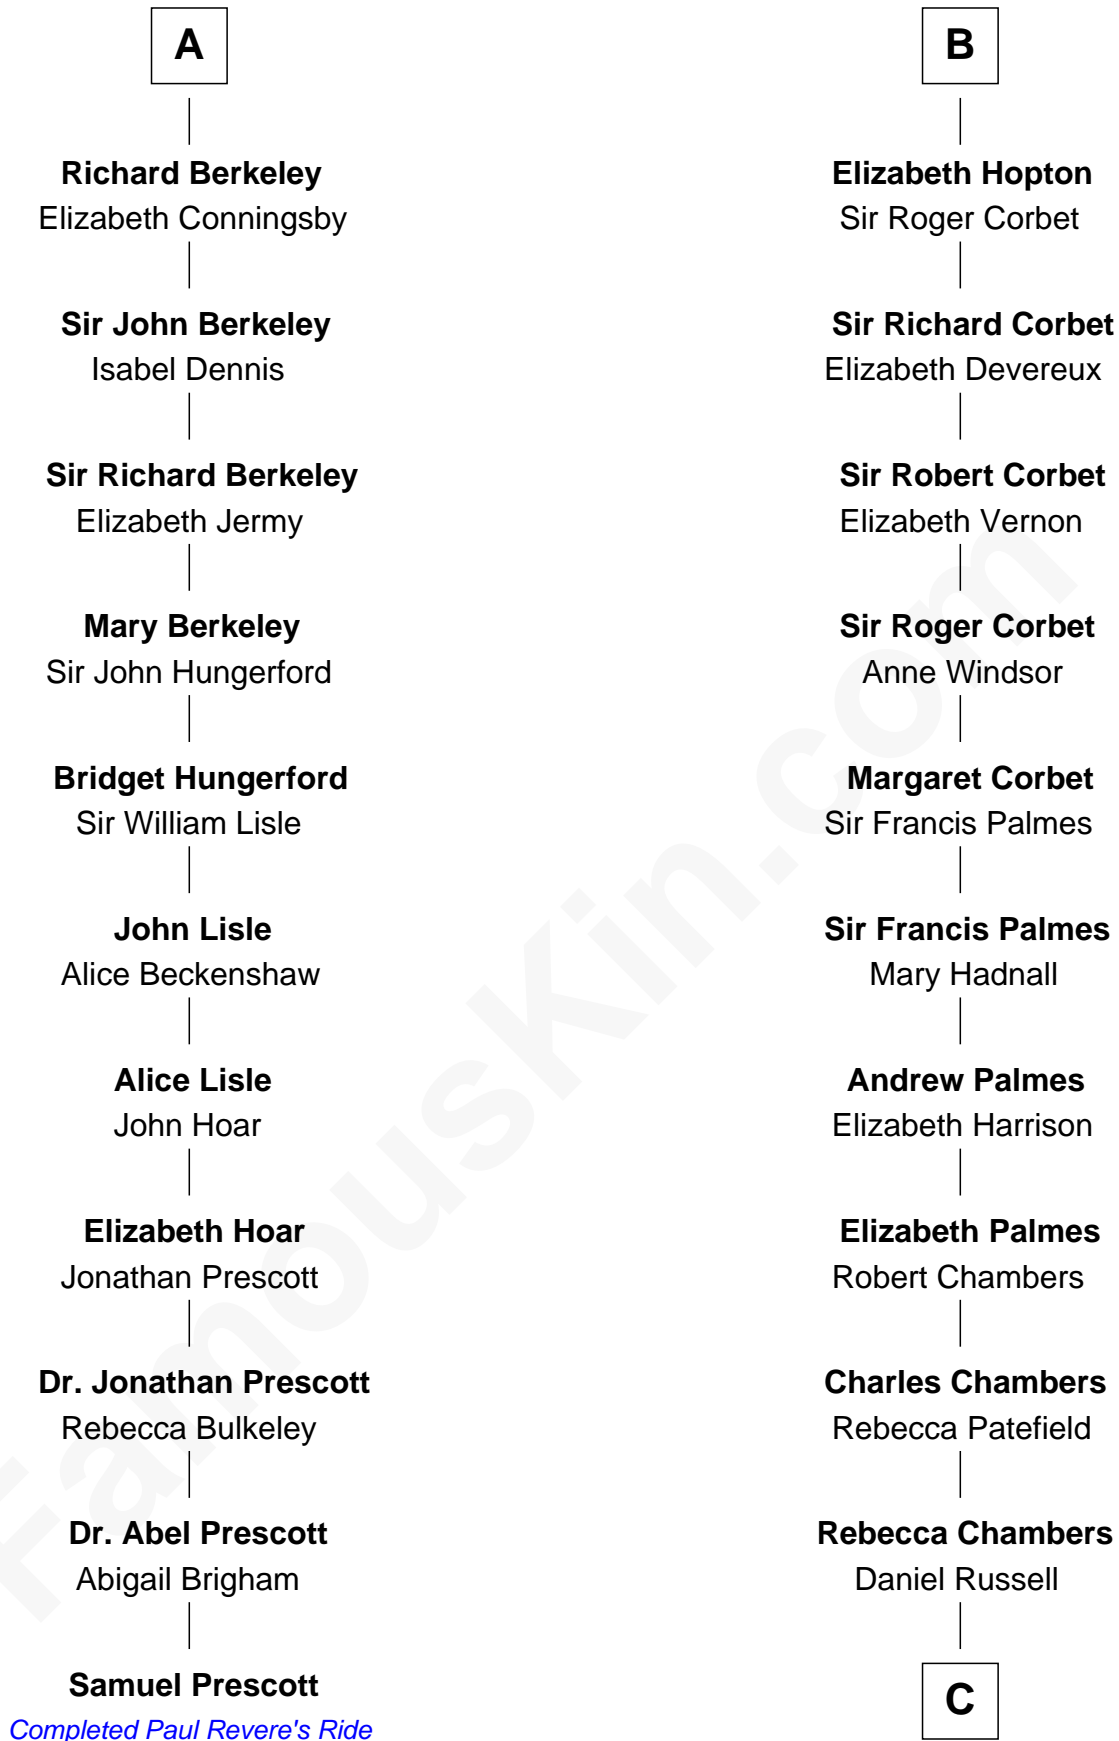 A
Richard Berkeley
Elizabeth Conningsby
Sir John Berkeley
Isabel Dennis
Sir Richard Berkeley
Elizabeth Jermy
Mary Berkeley
Sir John Hungerford
Bridget Hungerford
Sir William Lisle
John Lisle
Alice Beckenshaw
Alice Lisle
John Hoar
Elizabeth Hoar
Jonathan Prescott
Dr. Jonathan Prescott
Rebecca Bulkeley
Dr. Abel Prescott
Abigail Brigham
Samuel Prescott
Completed Paul Revere's Ride
B
Elizabeth Hopton
Sir Roger Corbet
Sir Richard Corbet
Elizabeth Devereux
Sir Robert Corbet
Elizabeth Vernon
Sir Roger Corbet
Anne Windsor
Margaret Corbet
Sir Francis Palmes
Sir Francis Palmes
Mary Hadnall
Andrew Palmes
Elizabeth Harrison
Elizabeth Palmes
Robert Chambers
Charles Chambers
Rebecca Patefield
Rebecca Chambers
Daniel Russell
C
FamousKin.com